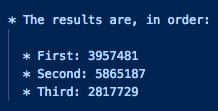 * The results are, in order:
* First: 3957481
* Second: 5865187
* Third: 2817729